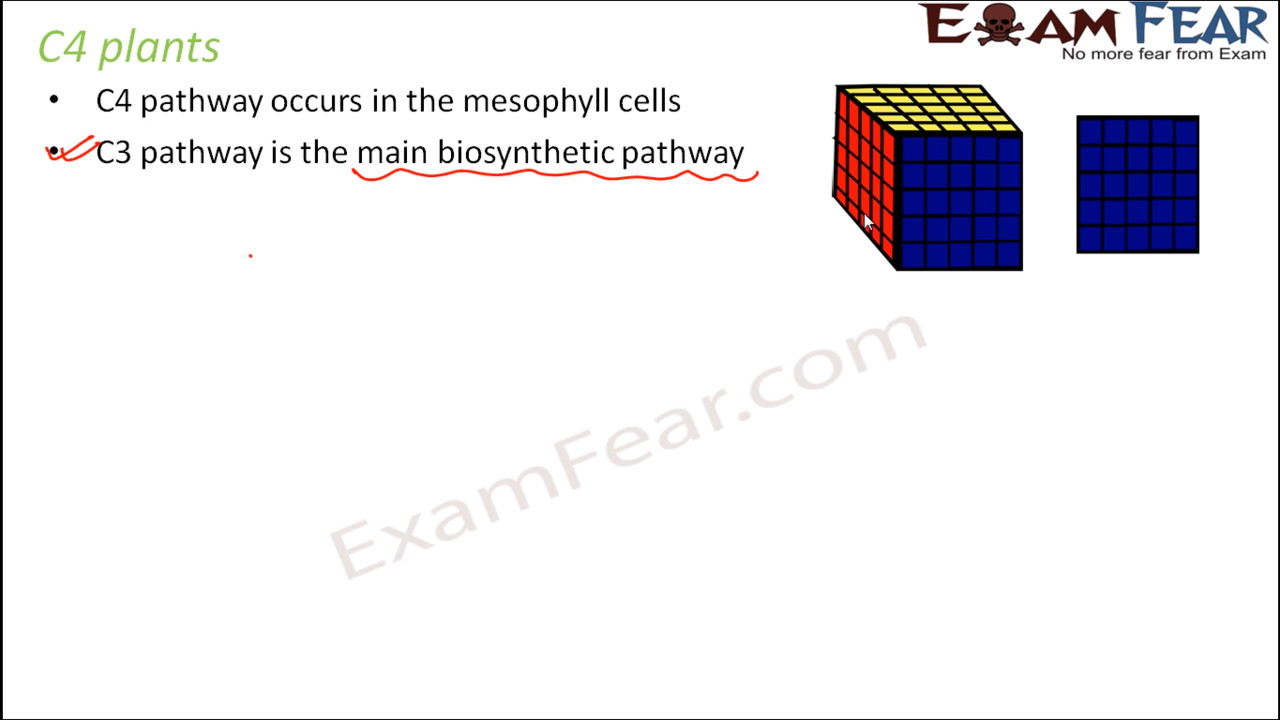 C4 plants
EXAM FEAR
No more fear from Exam
• C4 pathway occurs in the mesophyll cells
• C3 pathway is the main biosynthetic pathway
ExamFear.com